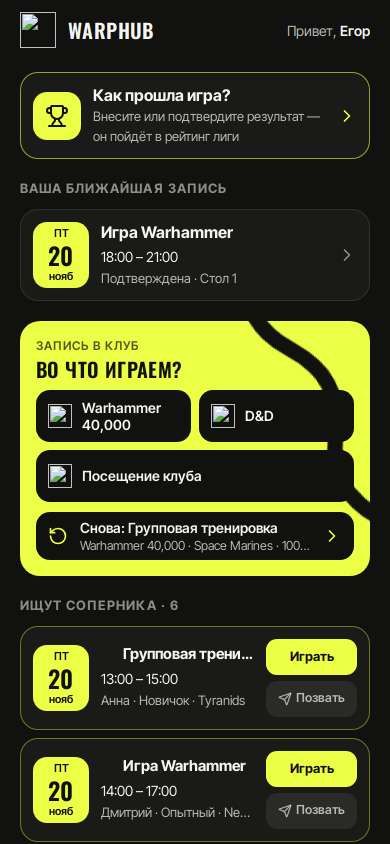 WARPHUB
Привет, Егор
Как прошла игра?
Внесите или подтвердите результат —
он пойдёт в рейтинг лиги
ВАША БЛИЖАЙШАЯ ЗАПИСЬ
ПТ
20
нояб
Игра Warhammer
18:00 – 21:00
Подтверждена · Стол 1
ЗАПИСЬ В КЛУБ
ВО ЧТО ИГРАЕМ?
Warhammer
40,000
D&D
Посещение клуба
Снова: Групповая тренировка
Warhammer 40,000 · Space Marines · 100...
ИЩУТ СОПЕРНИКА · 6
ПТ
20
нояб
Групповая трени...
13:00 – 15:00
Анна · Новичок · Tyranids
Играть
Позвать
ПТ
20
нояб
Игра Warhammer
14:00 – 17:00
Дмитрий · Опытный · Ne...
Играть
Позвать